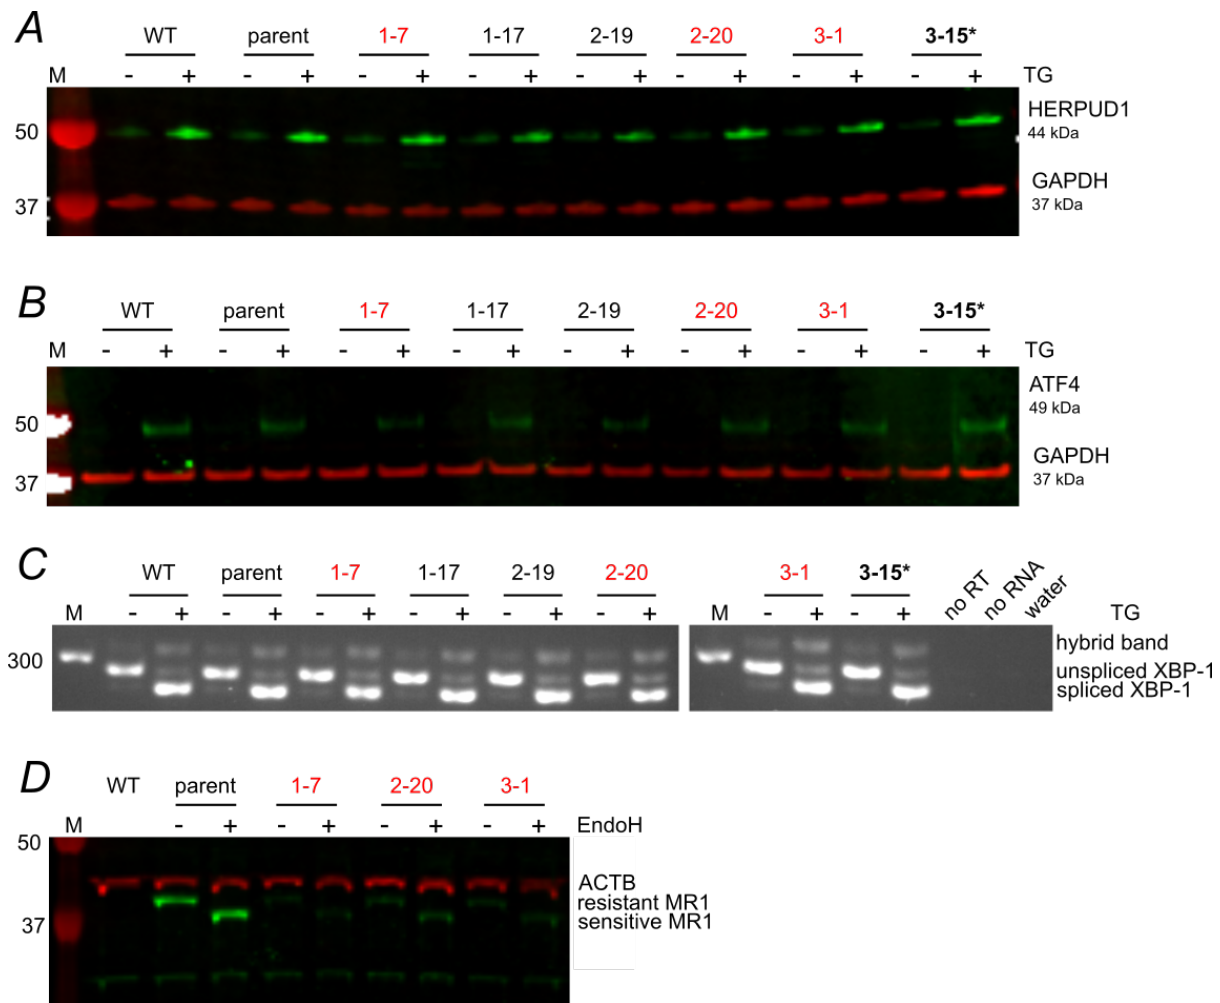 A
WT parent 1-7 1-17 2-19 2-20 3-1 3-15*
M - + - + - + - + - + - + - + - + TG
HERPUD1
44 kDa
50
GAPDH
37 kDa
37
B
WT parent 1-7 1-17 2-19 2-20 3-1 3-15*
M - + - + - + - + - + - + - + - + TG
ATF4
49 kDa
50
GAPDH
37 kDa
37
C
WT parent 1-7 1-17 2-19 2-20 3-1 3-15* no RT no RNA water
M - + - + - + - + - + - + M - + - + TG
hybrid band
300
unspliced XBP-1
spliced XBP-1
D
WT parent 1-7 2-20 3-1
M - + - + - + - + EndoH
50
ACTB
resistant MR1
sensitive MR1
37